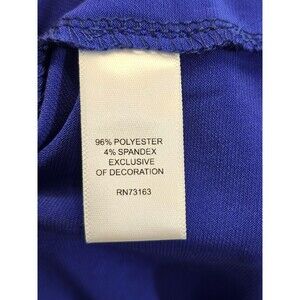 96% POLYESTER
4% SPANDEX
EXCLUSIVE
OF DECORATION
RN73163